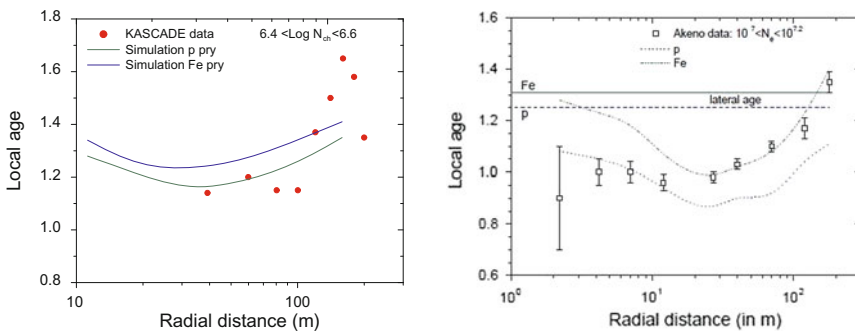 1.8
1.6
1.4
1.2
1.0
0.8
Local age
KASCADE data
6.4 <Log N_ch<6.6
Simulation p pry
Simulation Fe pry
10
100
Radial distance (m)
1.6
1.4
1.2
1.0
0.8
0.6
Local age
Akeno data: 10^-7<N_e<10^7.2
p
Fe
Fe
lateral age
p
10^0
10^1
10^2
Radial distance (in m)